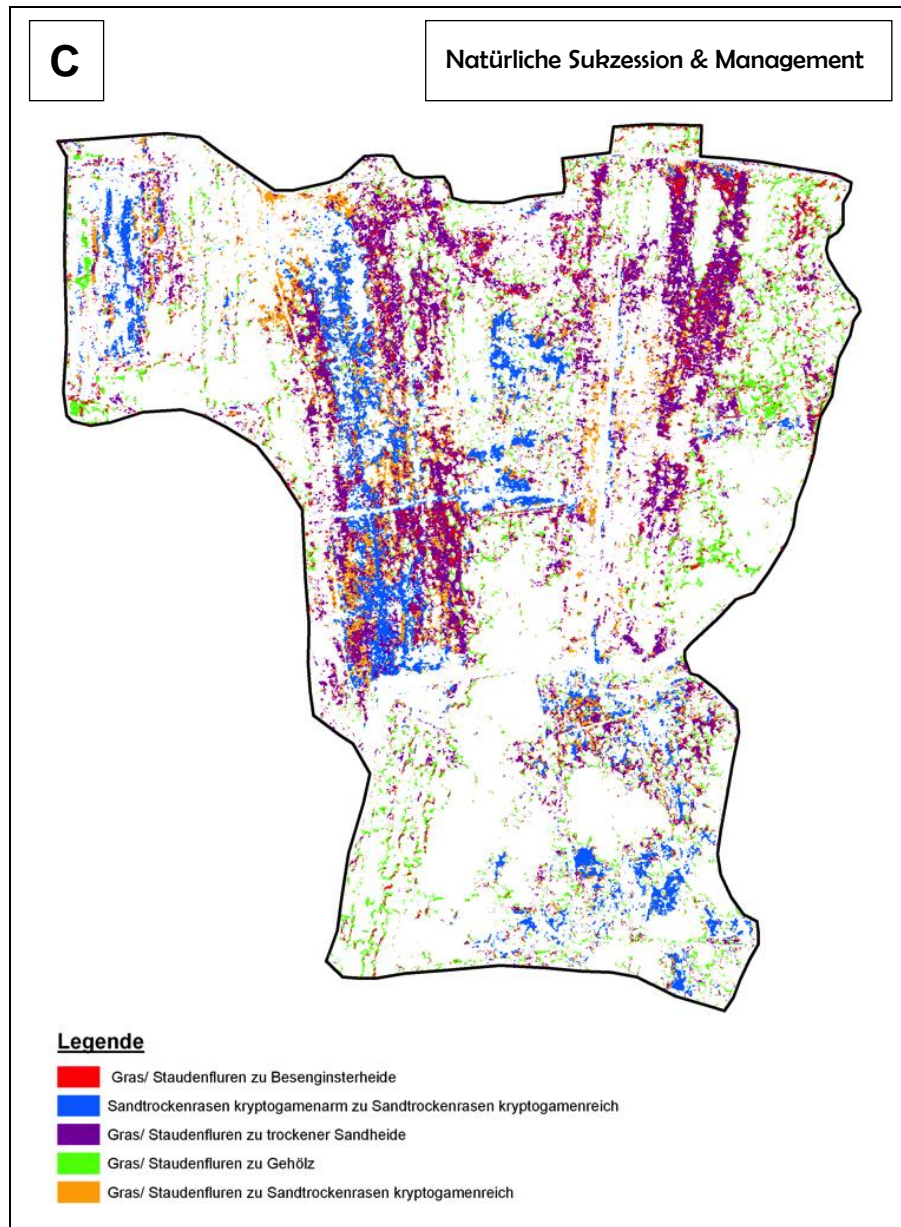 C
Natürliche Sukzession & Management
Legende
Gras/ Staudenfluren zu Besenginsterheide
Sandtrockenrasen kryptogamenarm zu Sandtrockenrasen kryptogamenreich
Gras/ Staudenfluren zu trockener Sandheide
Gras/ Staudenfluren zu Gehölz
Gras/ Staudenfluren zu Sandtrockenrasen kryptogamenreich